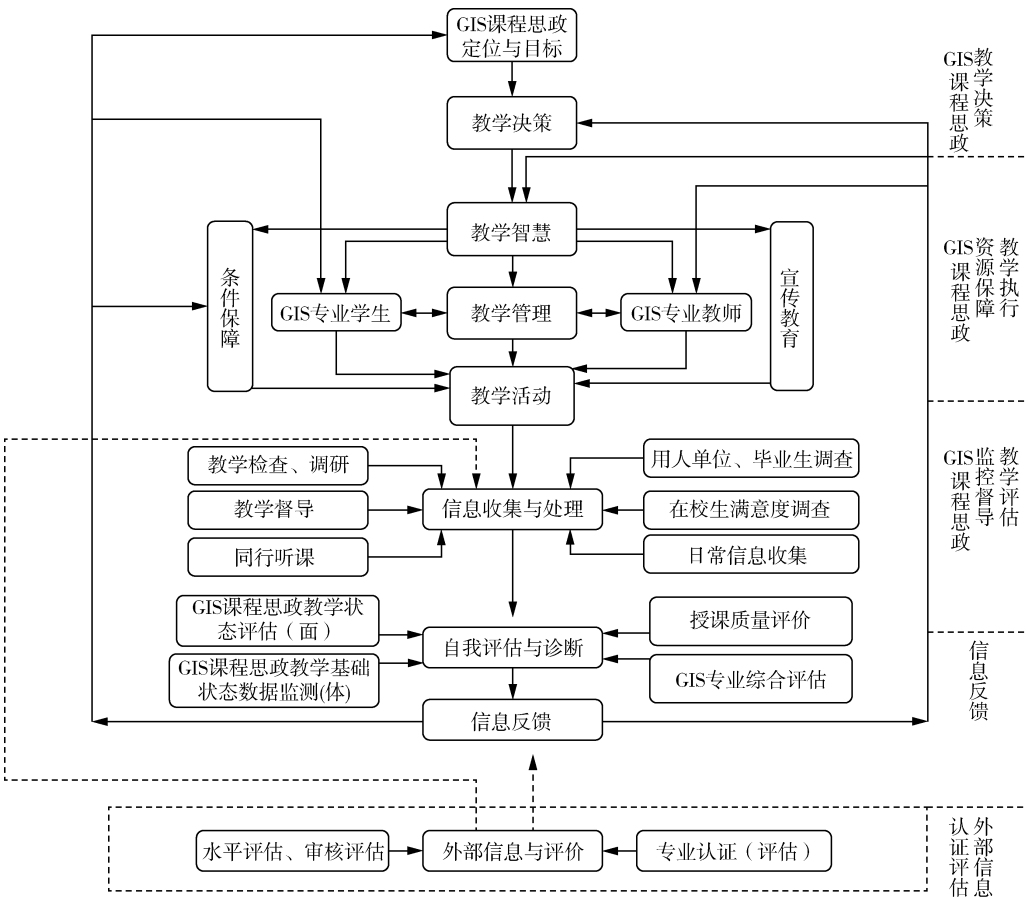 GIS课程思政
定位与目标
教学决策
教学智慧
条件保障
GIS专业学生
教学管理
GIS专业教师
宣传教育
教学活动
教学检查、调研
教学督导
同行听课
信息收集与处理
用人单位、毕业生调查
在校生满意度调查
日常信息收集
GIS课程思政教学状
态评估（面）
GIS课程思政教学基础
状态数据监测(体)
自我评估与诊断
授课质量评价
GIS专业综合评估
信息反馈
水平评估、审核评估
外部信息与评价
专业认证（评估）
GIS课程思政
教学决策
GIS课程思政
资源保障
教学执行
GIS课程思政
监控督导
教学评估
信息反馈
外部信息
认证评估